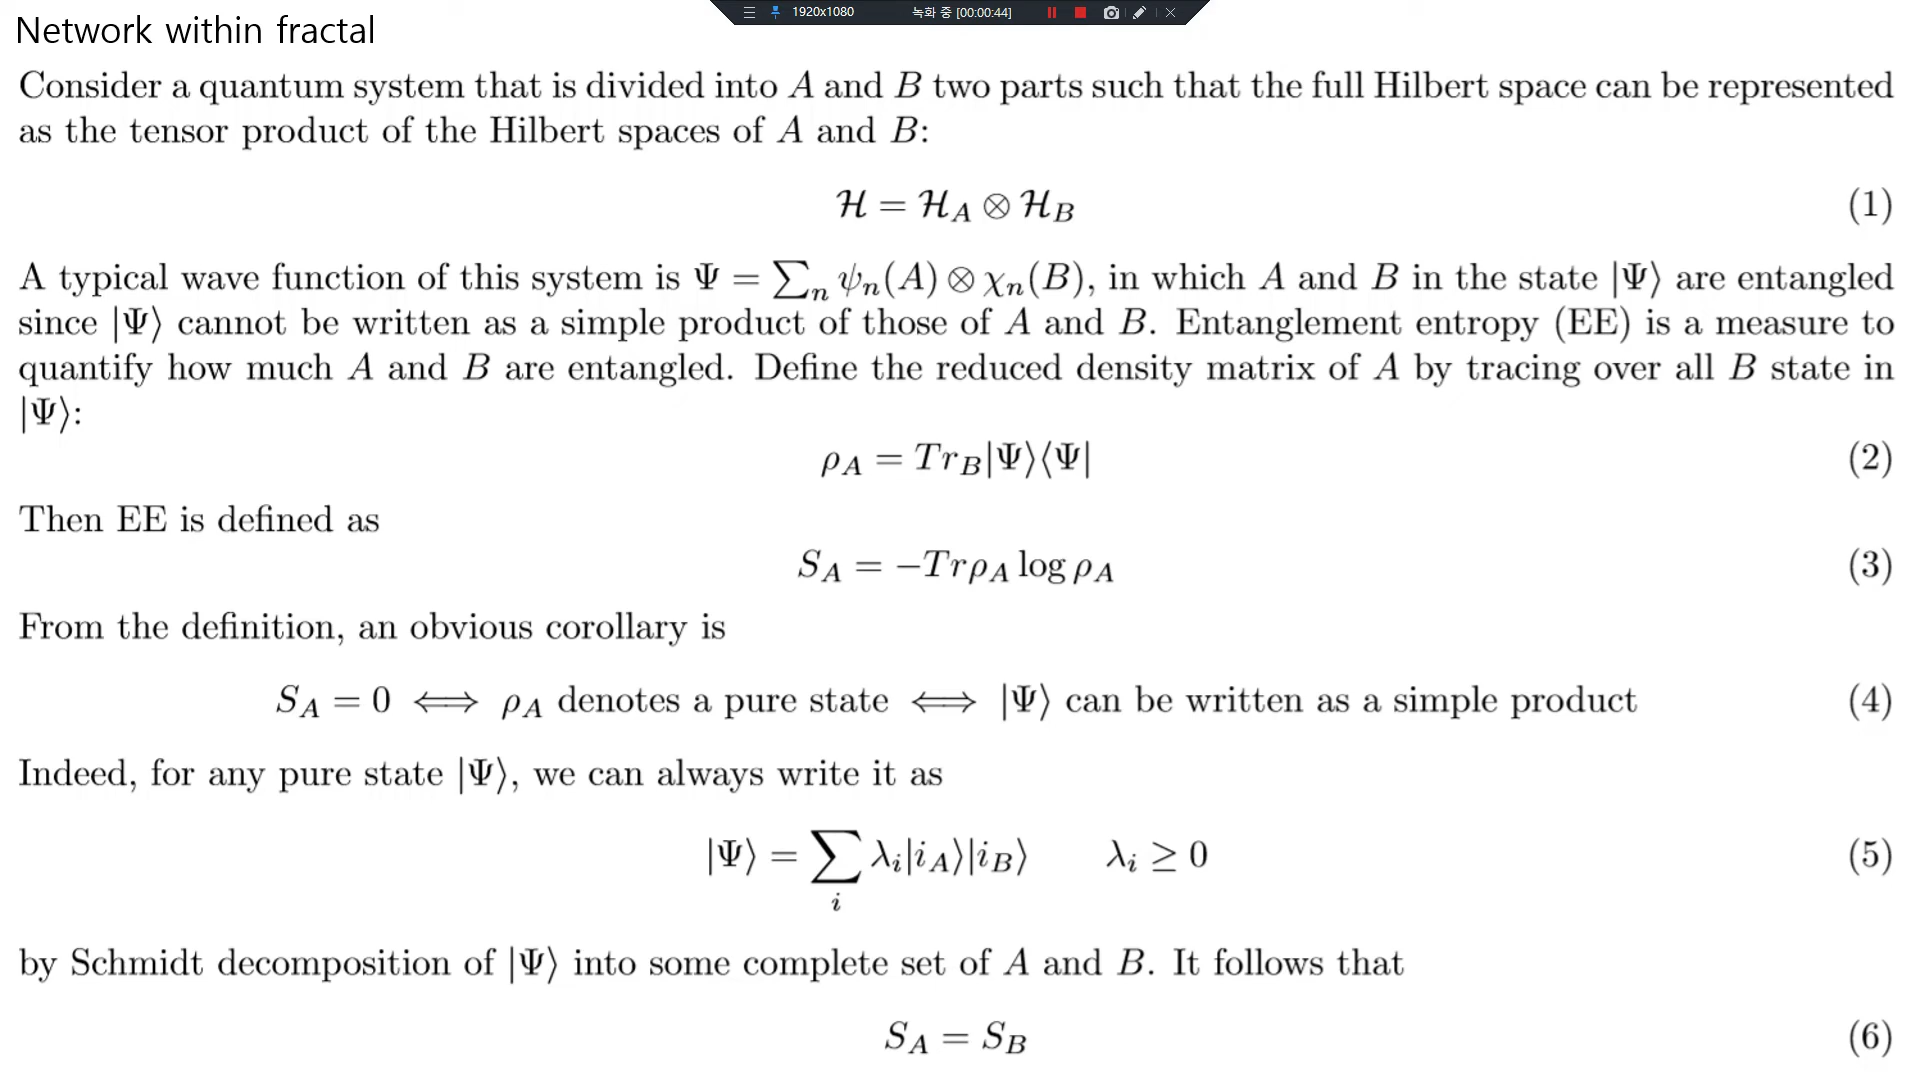 1920x1080 녹화 중 [00:00:44]
Network within fractal
Consider a quantum system that is divided into A and B two parts such that the full Hilbert space can be represented
as the tensor product of the Hilbert spaces of A and B:
ℋ = ℋ_A ⊗ ℋ_B (1)
A typical wave function of this system is Ψ = ∑_n ψ_n(A) ⊗ χ_n(B), in which A and B in the state |Ψ⟩ are entangled
since |Ψ⟩ cannot be written as a simple product of those of A and B. Entanglement entropy (EE) is a measure to
quantify how much A and B are entangled. Define the reduced density matrix of A by tracing over all B state in
|Ψ⟩:
ρ_A = Tr_B|Ψ⟩⟨Ψ| (2)
Then EE is defined as
S_A = −Trρ_A log ρ_A (3)
From the definition, an obvious corollary is
S_A = 0 ⟺ ρ_A denotes a pure state ⟺ |Ψ⟩ can be written as a simple product (4)
Indeed, for any pure state |Ψ⟩, we can always write it as
|Ψ⟩ = ∑_i λ_i|i_A⟩|i_B⟩ λ_i ≥ 0 (5)
by Schmidt decomposition of |Ψ⟩ into some complete set of A and B. It follows that
S_A = S_B (6)